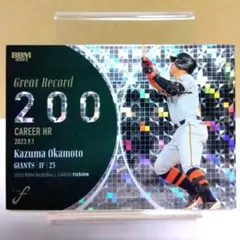 BBM
Great Record
200
CAREER HR
2023.9.1
Kazuma Okamoto
GIANTS / IF / 25
2023 BBM BASEBALL CARDS FUSION
f